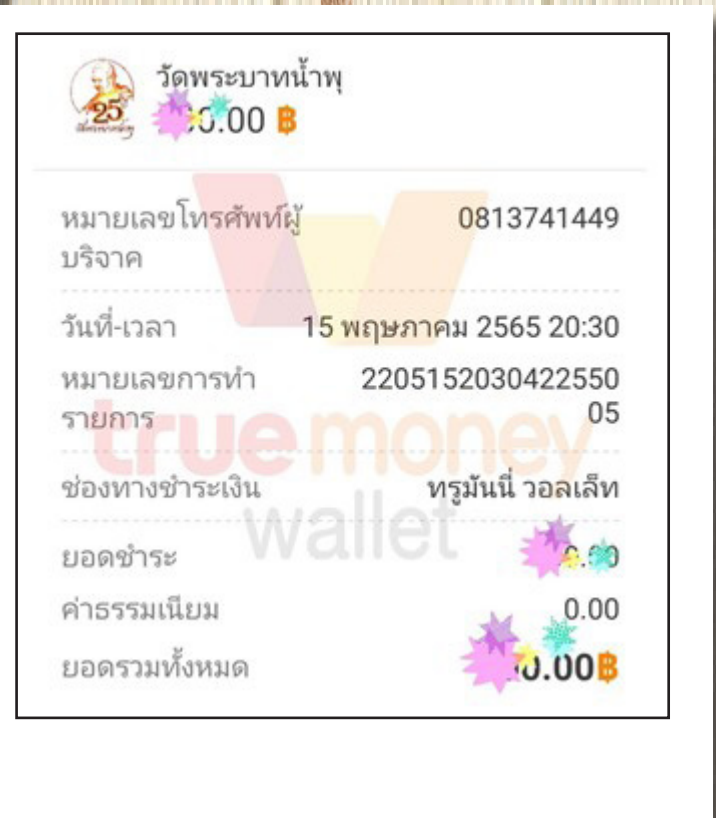 วัดพระบาทน้ำพุ
25
.00 ฿
หมายเลขโทรศัพท์ผู้บริจาค 0813741449
วันที่-เวลา 15 พฤษภาคม 2565 20:30
หมายเลขการทำ 2205152030422550
รายการ 05
ช่องทางชำระเงิน ทรูมันนี่ วอลเล็ท
ยอดชำระ
ค่าธรรมเนียม 0.00
ยอดรวมทั้งหมด 0.00฿
true money
wallet